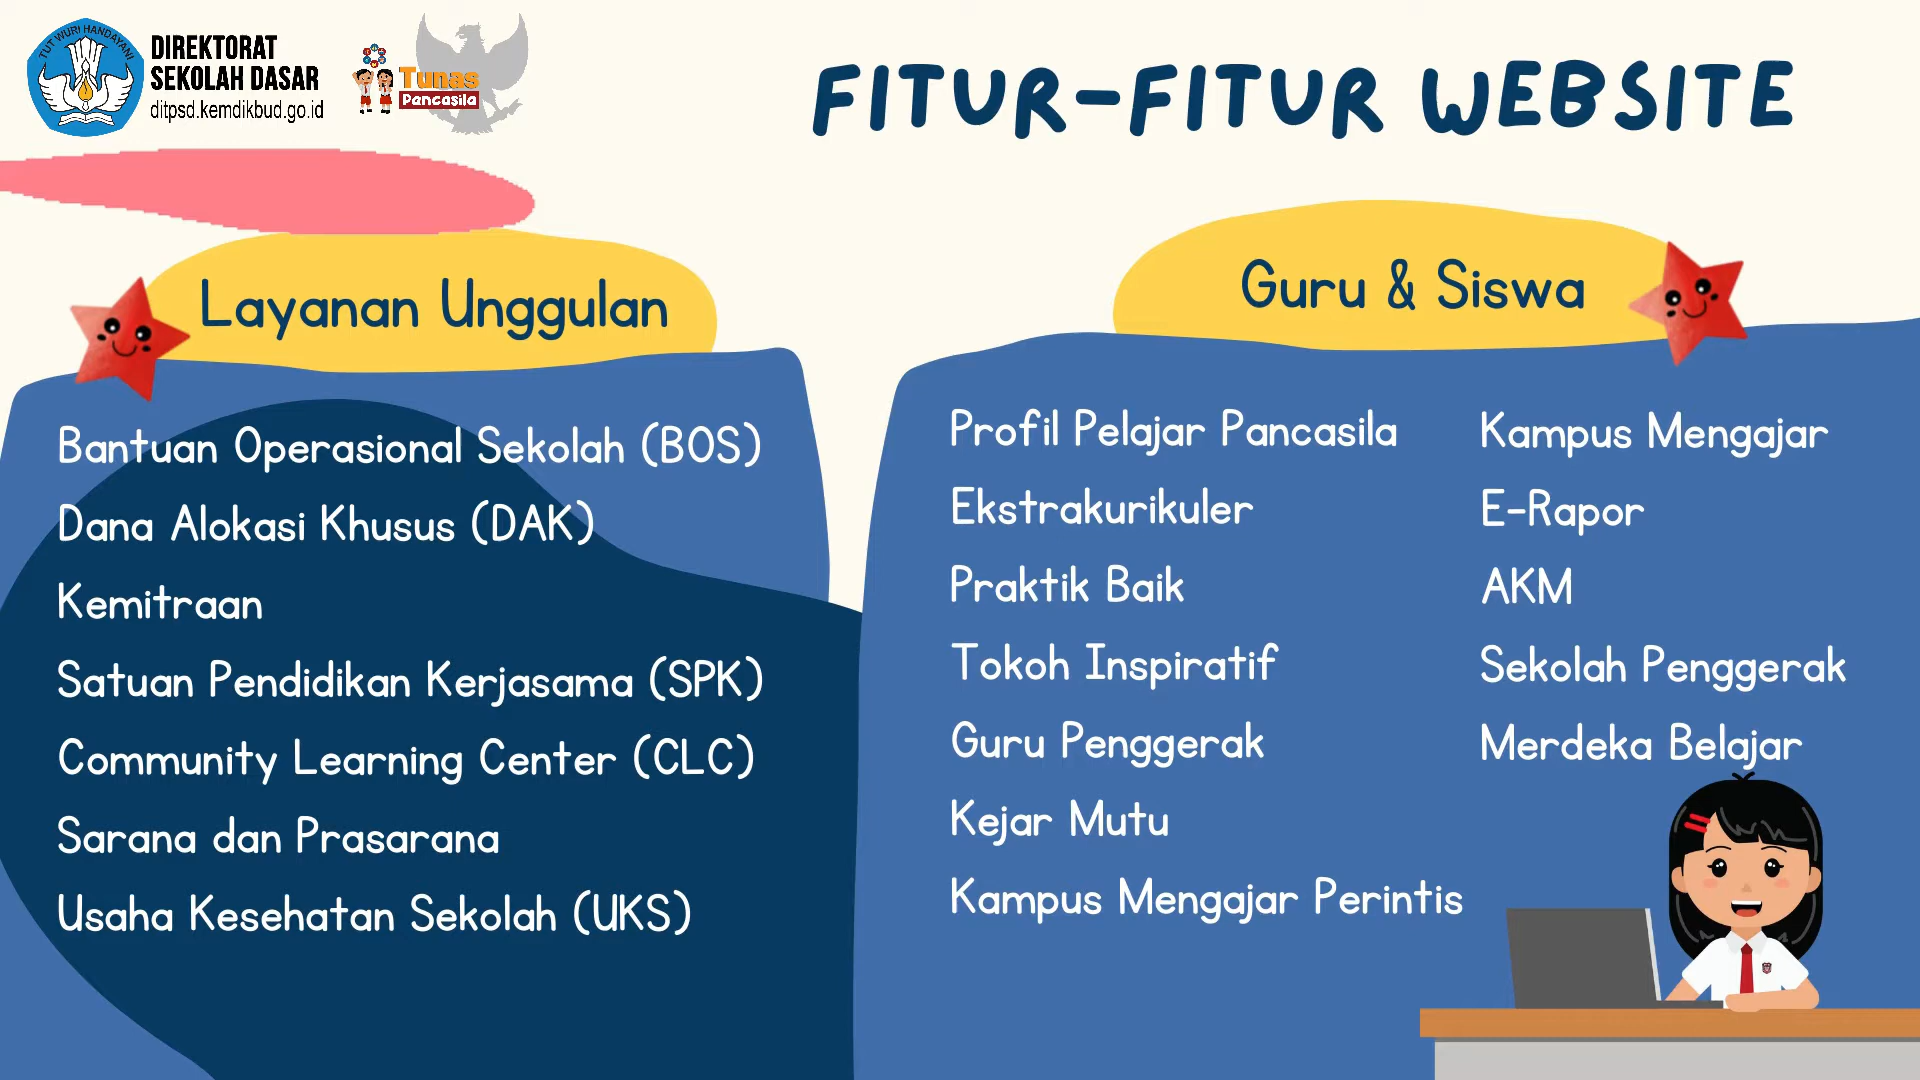 TUT WURI HANDAYANI
DIREKTORAT
SEKOLAH DASAR
ditpsd.kemdikbud.go.id
Tunas
Pancasila
FITUR-FITUR WEBSITE
Layanan Unggulan
Bantuan Operasional Sekolah (BOS)
Dana Alokasi Khusus (DAK)
Kemitraan
Satuan Pendidikan Kerjasama (SPK)
Community Learning Center (CLC)
Sarana dan Prasarana
Usaha Kesehatan Sekolah (UKS)
Guru & Siswa
Profil Pelajar Pancasila
Ekstrakurikuler
Praktik Baik
Tokoh Inspiratif
Guru Penggerak
Kejar Mutu
Kampus Mengajar Perintis
Kampus Mengajar
E-Rapor
AKM
Sekolah Penggerak
Merdeka Belajar